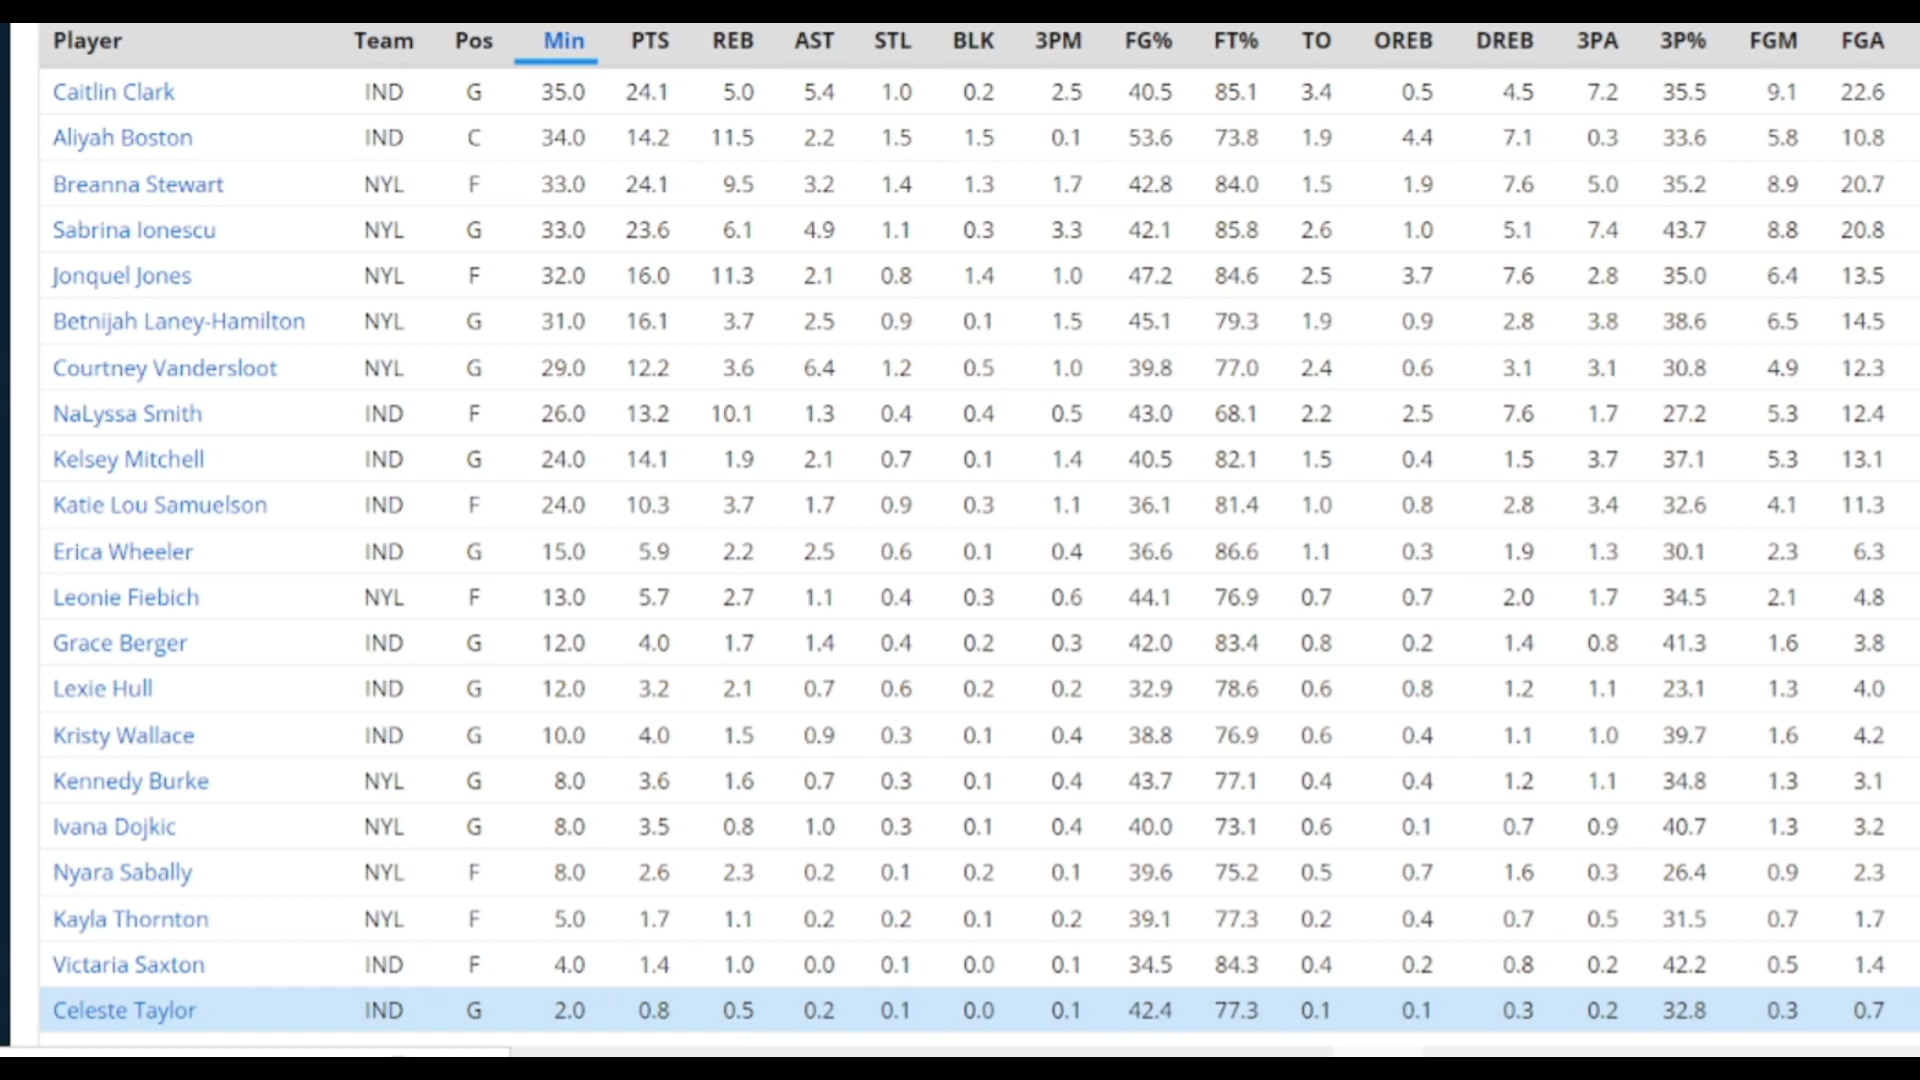 Player Team Pos Min PTS REB AST STL BLK 3PM FG% FT% TO OREB DREB 3PA 3P% FGM FGA
Caitlin Clark IND G 35.0 24.1 5.0 5.4 1.0 0.2 2.5 40.5 85.1 3.4 0.5 4.5 7.2 35.5 9.1 22.6
Aliyah Boston IND C 34.0 14.2 11.5 2.2 1.5 1.5 0.1 53.6 73.8 1.9 4.4 7.1 0.3 33.6 5.8 10.8
Breanna Stewart NYL F 33.0 24.1 9.5 3.2 1.4 1.3 1.7 42.8 84.0 1.5 1.9 7.6 5.0 35.2 8.9 20.7
Sabrina Ionescu NYL G 33.0 23.6 6.1 4.9 1.1 0.3 3.3 42.1 85.8 2.6 1.0 5.1 7.4 43.7 8.8 20.8
Jonquel Jones NYL F 32.0 16.0 11.3 2.1 0.8 1.4 1.0 47.2 84.6 2.5 3.7 7.6 2.8 35.0 6.4 13.5
Betnijah Laney-Hamilton NYL G 31.0 16.1 3.7 2.5 0.9 0.1 1.5 45.1 79.3 1.9 0.9 2.8 3.8 38.6 6.5 14.5
Courtney Vandersloot NYL G 29.0 12.2 3.6 6.4 1.2 0.5 1.0 39.8 77.0 2.4 0.6 3.1 3.1 30.8 4.9 12.3
NaLyssa Smith IND F 26.0 13.2 10.1 1.3 0.4 0.4 0.5 43.0 68.1 2.2 2.5 7.6 1.7 27.2 5.3 12.4
Kelsey Mitchell IND G 24.0 14.1 1.9 2.1 0.7 0.1 1.4 40.5 82.1 1.5 0.4 1.5 3.7 37.1 5.3 13.1
Katie Lou Samuelson IND F 24.0 10.3 3.7 1.7 0.9 0.3 1.1 36.1 81.4 1.0 0.8 2.8 3.4 32.6 4.1 11.3
Erica Wheeler IND G 15.0 5.9 2.2 2.5 0.6 0.1 0.4 36.6 86.6 1.1 0.3 1.9 1.3 30.1 2.3 6.3
Leonie Fiebich NYL F 13.0 5.7 2.7 1.1 0.4 0.3 0.6 44.1 76.9 0.7 0.7 2.0 1.7 34.5 2.1 4.8
Grace Berger IND G 12.0 4.0 1.7 1.4 0.4 0.2 0.3 42.0 83.4 0.8 0.2 1.4 0.8 41.3 1.6 3.8
Lexie Hull IND G 12.0 3.2 2.1 0.7 0.6 0.2 0.2 32.9 78.6 0.6 0.8 1.2 1.1 23.1 1.3 4.0
Kristy Wallace IND G 10.0 4.0 1.5 0.9 0.3 0.1 0.4 38.8 76.9 0.6 0.4 1.1 1.0 39.7 1.6 4.2
Kennedy Burke NYL G 8.0 3.6 1.6 0.7 0.3 0.1 0.4 43.7 77.1 0.4 0.4 1.2 1.1 34.8 1.3 3.1
Ivana Dojkic NYL G 8.0 3.5 0.8 1.0 0.3 0.1 0.4 40.0 73.1 0.6 0.1 0.7 0.9 40.7 1.3 3.2
Nyara Sabally NYL F 8.0 2.6 2.3 0.2 0.1 0.2 0.1 39.6 75.2 0.5 0.7 1.6 0.3 26.4 0.9 2.3
Kayla Thornton NYL F 5.0 1.7 1.1 0.2 0.2 0.1 0.2 39.1 77.3 0.2 0.4 0.7 0.5 31.5 0.7 1.7
Victaria Saxton IND F 4.0 1.4 1.0 0.0 0.1 0.0 0.1 34.5 84.3 0.4 0.2 0.8 0.2 42.2 0.5 1.4
Celeste Taylor IND G 2.0 0.8 0.5 0.2 0.1 0.0 0.1 42.4 77.3 0.1 0.1 0.3 0.2 32.8 0.3 0.7